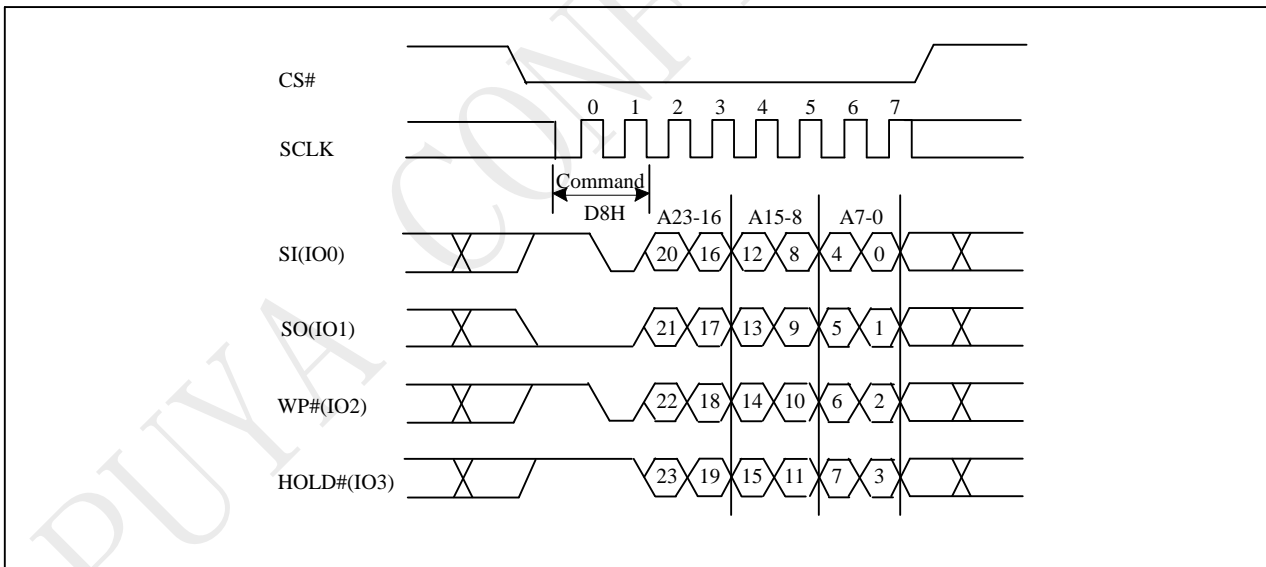 PUYA CONF
CS#
0 1 2 3 4 5 6 7
SCLK
Command
D8H
A23-16 A15-8 A7-0
SI(IO0) 20 16 12 8 4 0
SO(IO1) 21 17 13 9 5 1
WP#(IO2) 22 18 14 10 6 2
HOLD#(IO3) 23 19 15 11 7 3